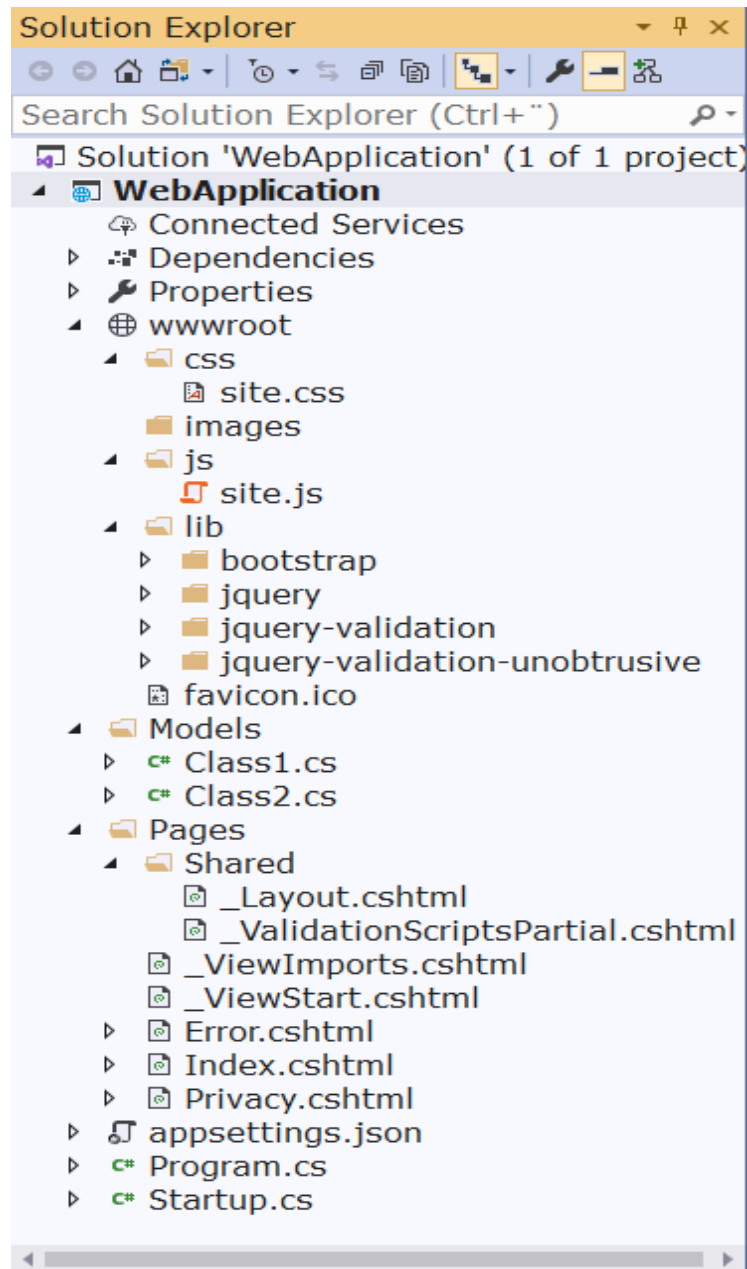 Solution Explorer
Search Solution Explorer (Ctrl+¨)
Solution 'WebApplication' (1 of 1 project)
WebApplication
Connected Services
Dependencies
Properties
wwwroot
css
site.css
images
js
site.js
lib
bootstrap
jquery
jquery-validation
jquery-validation-unobtrusive
favicon.ico
Models
C# Class1.cs
C# Class2.cs
Pages
Shared
_Layout.cshtml
_ValidationScriptsPartial.cshtml
_ViewImports.cshtml
_ViewStart.cshtml
Error.cshtml
Index.cshtml
Privacy.cshtml
appsettings.json
C# Program.cs
C# Startup.cs